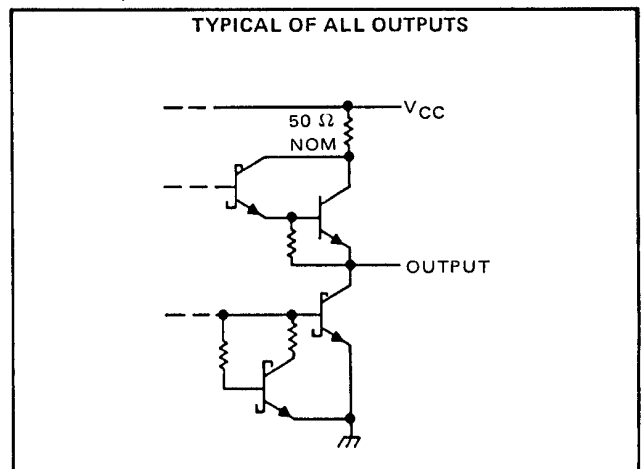 TYPICAL OF ALL OUTPUTS
VCC
50 Ω
NOM
OUTPUT